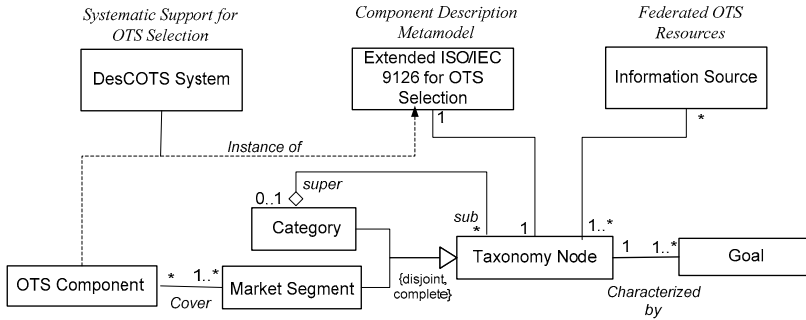 Systematic Support for
OTS Selection
Component Description
Metamodel
Federated OTS
Resources
DesCOTS System
Extended ISO/IEC
9126 for OTS
Selection
Information Source
1
*
Instance of
super
0..1
sub
*
1
1..*
Category
Taxonomy Node
1
1..*
Goal
OTS Component
*
1..*
Cover
Market Segment
{disjoint,
complete}
Characterized
by